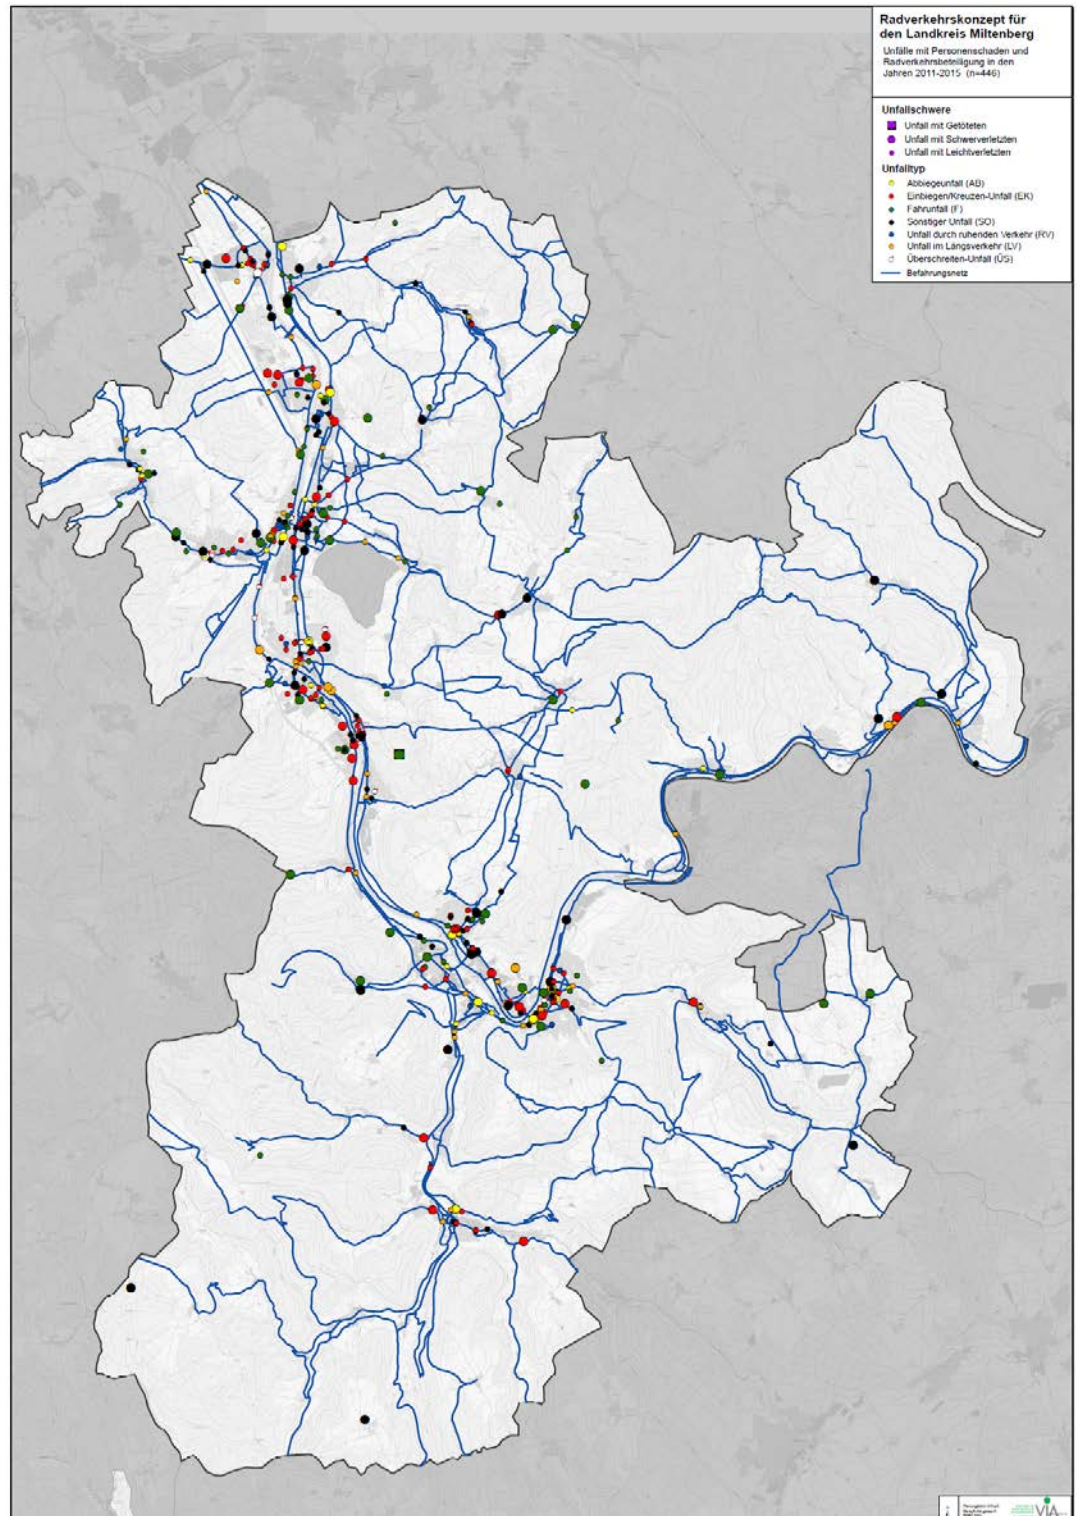 Radverkehrskonzept für
den Landkreis Miltenberg
Unfälle mit Personenschaden und
Radverkehrsbeteiligung in den
Jahren 2011-2015 (n=446)
Unfallschwere
Unfall mit Getöteten
Unfall mit Schwerverletzten
Unfall mit Leichtverletzten
Unfalltyp
Abbiegeunfall (AB)
Einbiegen/Kreuzen-Unfall (EK)
Fahrunfall (F)
Sonstiger Unfall (SO)
Unfall durch ruhenden Verkehr (RV)
Unfall im Längsverkehr (LV)
Überschreiten-Unfall (ÜS)
Befahrungsnetz
VIA